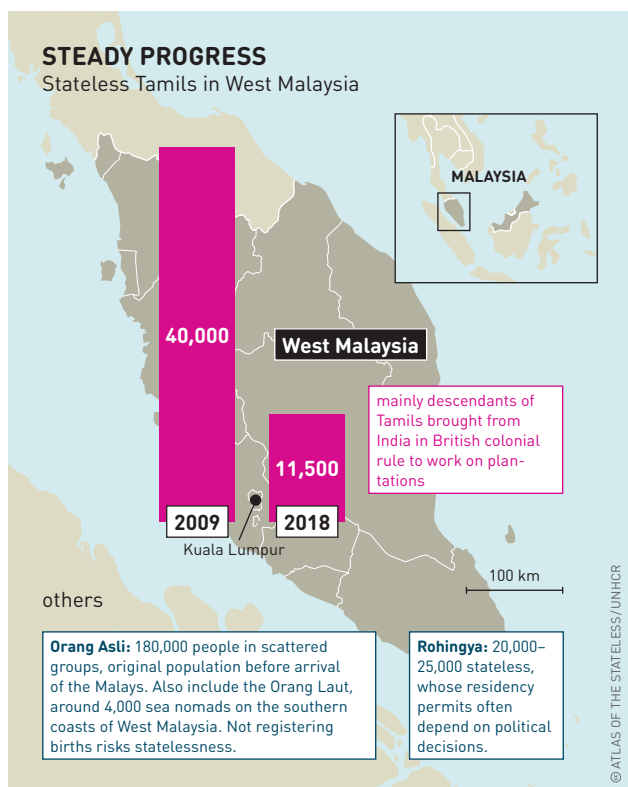 STEADY PROGRESS
Stateless Tamils in West Malaysia
MALAYSIA
40,000
West Malaysia
mainly descendants of
Tamils brought from
India in British colonial
rule to work on plan-
tations
11,500
2009
2018
Kuala Lumpur
100 km
others
Orang Asli: 180,000 people in scattered
groups, original population before arrival
of the Malays. Also include the Orang Laut,
around 4,000 sea nomads on the southern
coasts of West Malaysia. Not registering
births risks statelessness.
Rohingya: 20,000–
25,000 stateless,
whose residency
permits often
depend on political
decisions.
🅭 ATLAS OF THE STATELESS/UNHCR